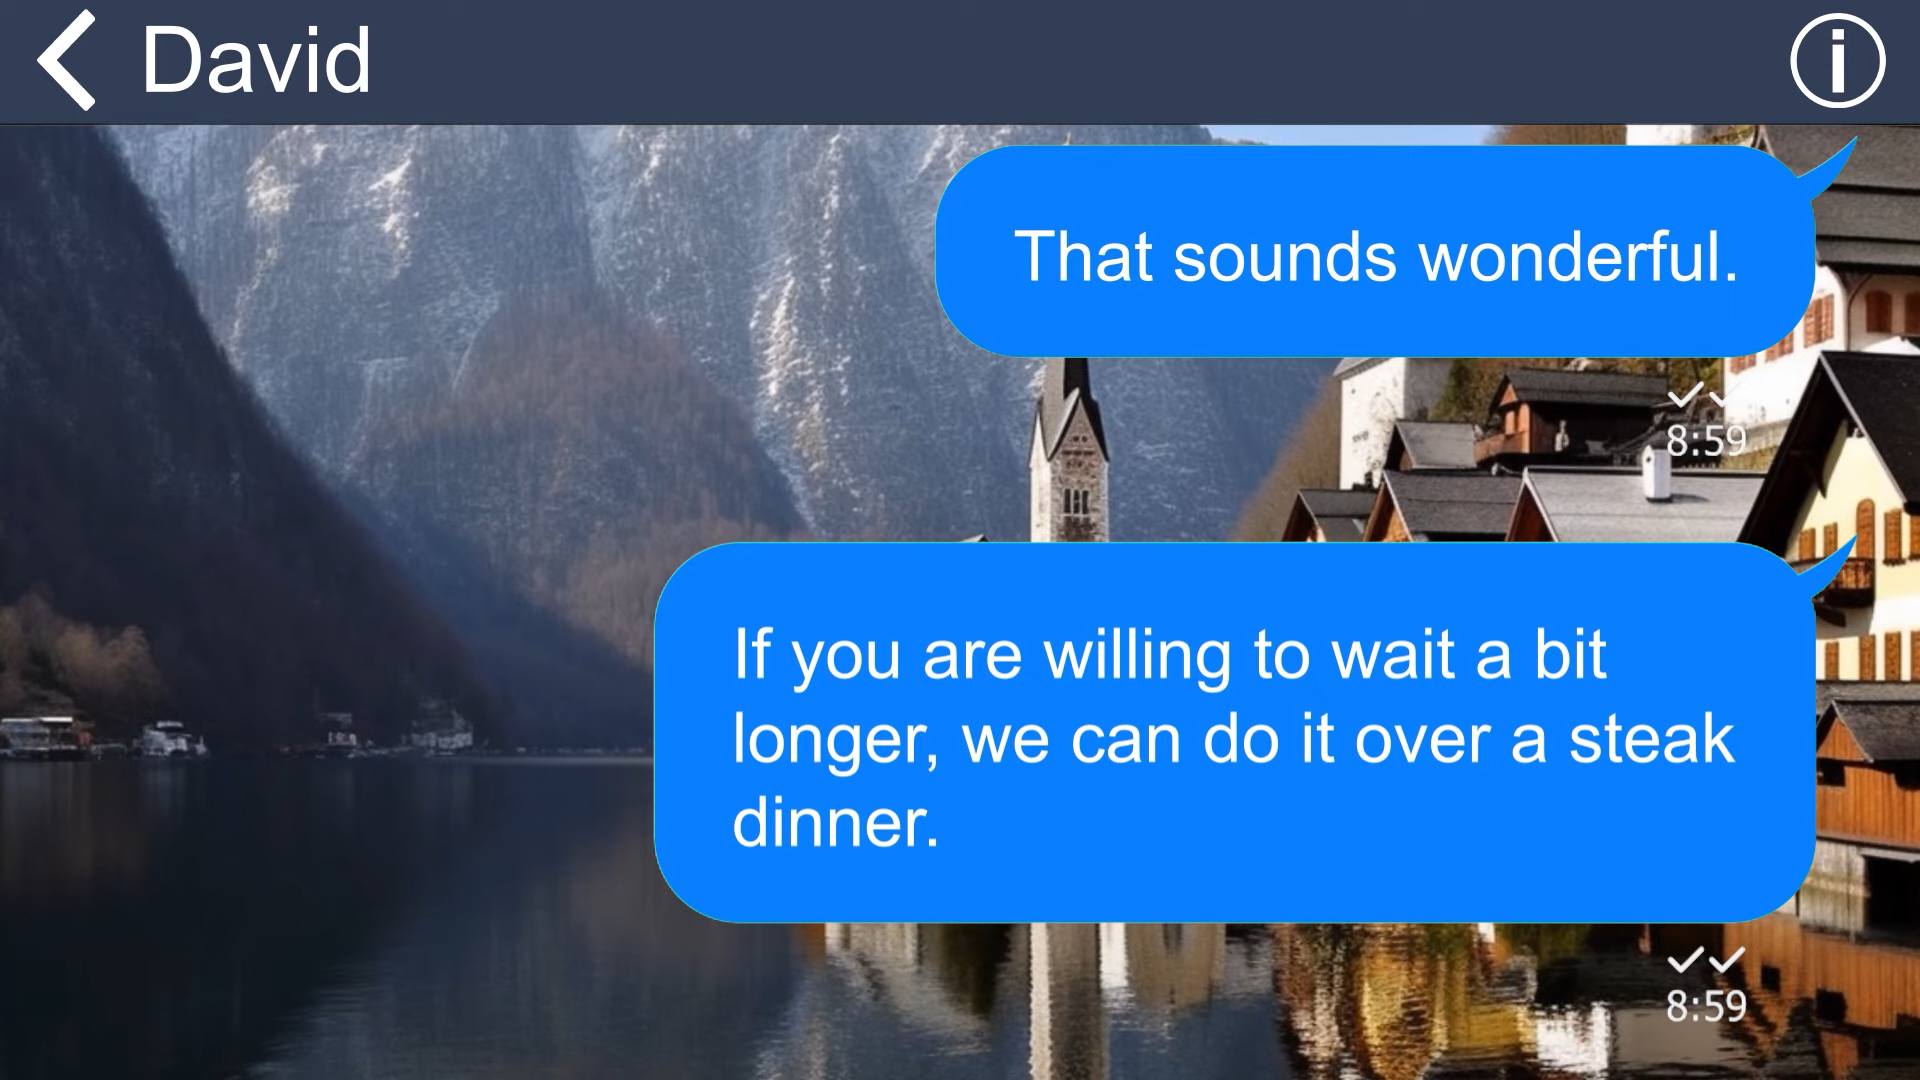 David
That sounds wonderful.
8:59
If you are willing to wait a bit
longer, we can do it over a steak
dinner.
8:59